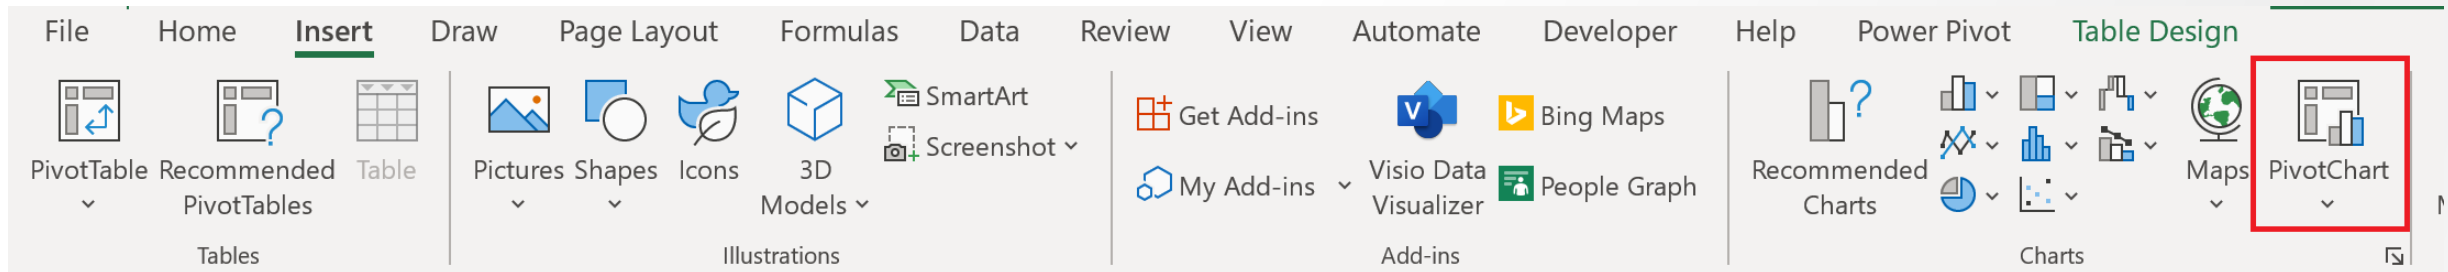 File Home Insert Draw Page Layout Formulas Data Review View Automate Developer Help Power Pivot Table Design
PivotTable
Recommended
PivotTables
Table
Tables
Pictures
Shapes
Icons
3D
Models
SmartArt
Screenshot
Illustrations
Get Add-ins
My Add-ins
Visio Data
Visualizer
Bing Maps
People Graph
Add-ins
Recommended
Charts
Maps
PivotChart
Charts